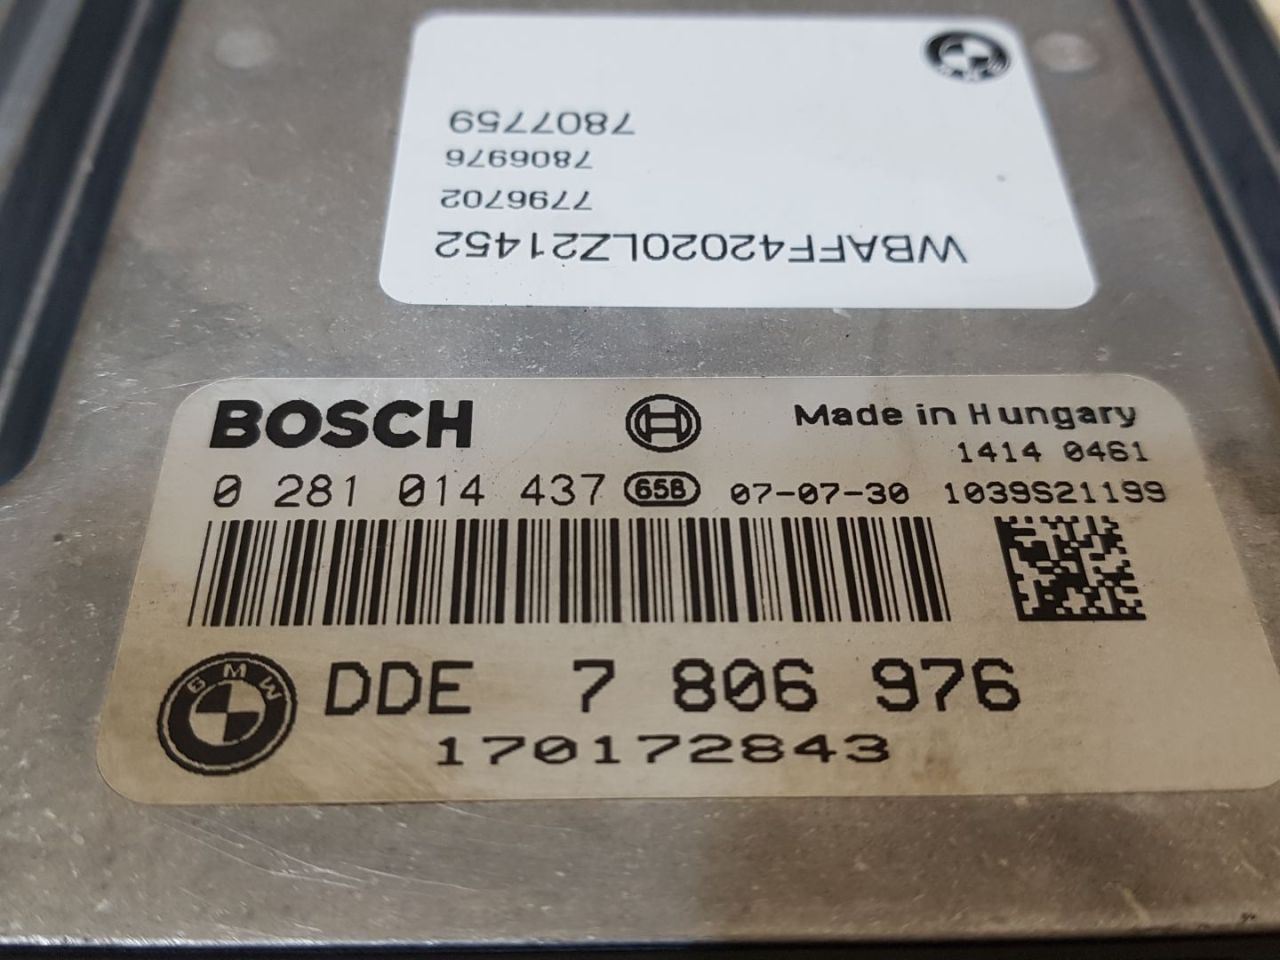 WBAFF42020LZ21452
7796702
7806976
7807759
BOSCH
Made in Hungary
1414 0461
0 281 014 437 658 07-07-30 1039S21199
BMW
DDE 7 806 976
170172843